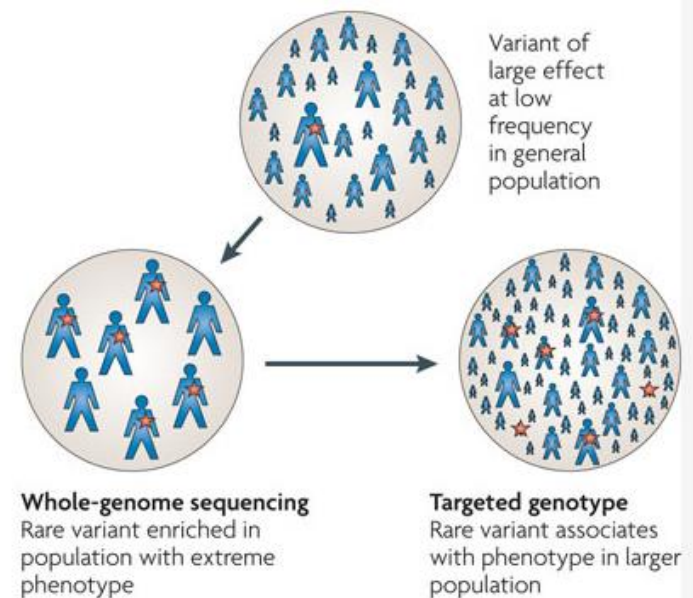 Variant of
large effect
at low
frequency
in general
population
Whole-genome sequencing
Rare variant enriched in
population with extreme
phenotype
Targeted genotype
Rare variant associates
with phenotype in larger
population